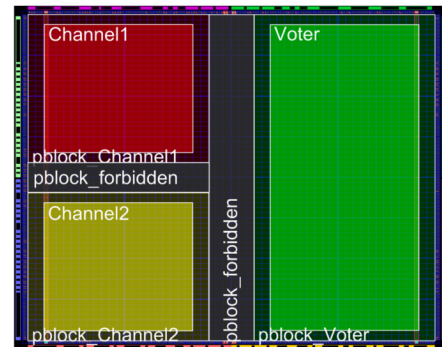 Channel1
pblock_Channel1
pblock_forbidden
Channel2
pblock_Channel2
pblock_forbidden
Voter
pblock_Voter